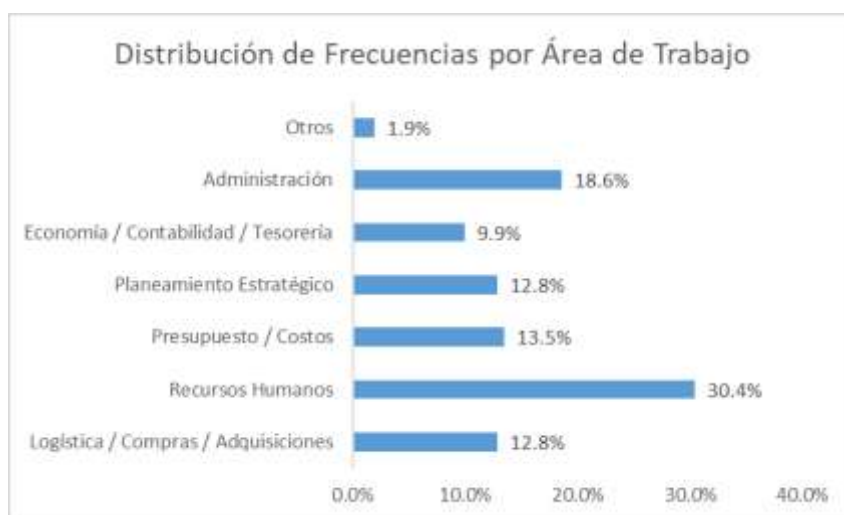 Distribución de Frecuencias por Área de Trabajo
Otros 1.9%
Administración 18.6%
Economía / Contabilidad / Tesorería 9.9%
Planeamiento Estratégico 12.8%
Presupuesto / Costos 13.5%
Recursos Humanos 30.4%
Logística / Compras / Adquisiciones 12.8%
0.0% 10.0% 20.0% 30.0% 40.0%